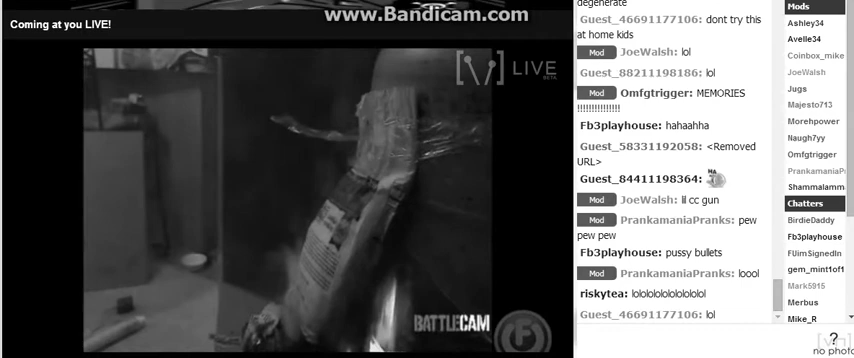 www.Bandicam.com
Coming at you LIVE!
[\/] LIVE
BETA
BATTLECAM
degenerate
Guest_46691177106: dont try this
at home kids
Mod JoeWalsh: lol
Guest_88211198186: lol
Mod Omfgtrigger: MEMORIES
!!!!!!!!!!!!!!!
Fb3playhouse: hahaahha
Guest_58331192058: <Removed
URL>
Guest_84411198364:
Mod JoeWalsh: lil cc gun
Mod PrankamaniaPranks: pew
pew pew
Fb3playhouse: pussy bullets
Mod PrankamaniaPranks: loool
riskytea: lolololololololololol
Guest_46691177106: lol
Mods
Ashley34
Avelle34
Coinbox_mike
JoeWalsh
Jugs
Majesto713
Morehpower
Naugh7yy
Omfgtrigger
PrankamaniaPr
Shammalamm
Chatters
BirdieDaddy
Fb3playhouse
FUimSignedIn
gem_mint1of1
Mark5915
Merbus
Mike_R
?
no photo